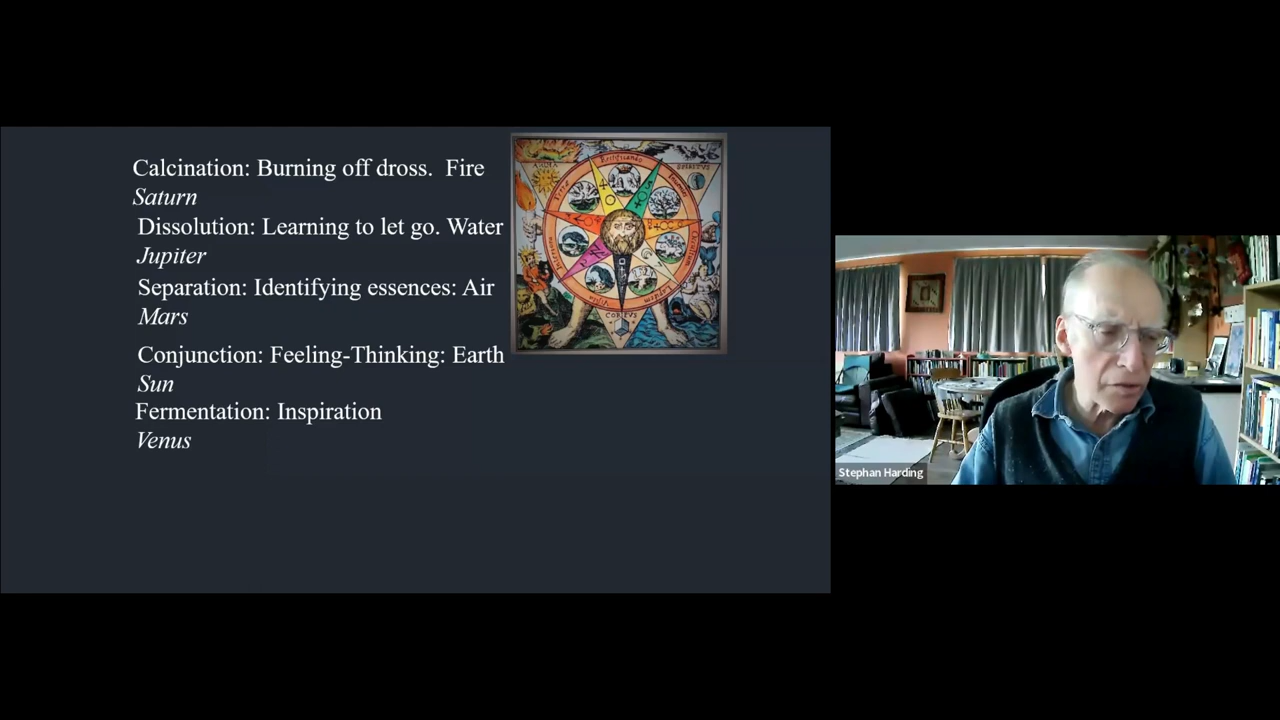 Calcination: Burning off dross.  Fire
Saturn
Dissolution: Learning to let go. Water
Jupiter
Separation: Identifying essences: Air
Mars
Conjunction: Feeling-Thinking: Earth
Sun
Fermentation: Inspiration
Venus
Stephan Harding